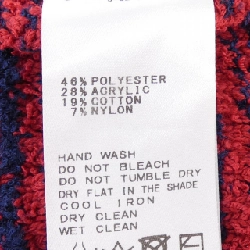 46% POLYESTER
28% ACRYLIC
19% COTTON
7% NYLON
HAND WASH
DO NOT BLEACH
DO NOT TUMBLE DRY
DRY FLAT IN THE SHADE
COOL IRON
DRY CLEAN
WET CLEAN